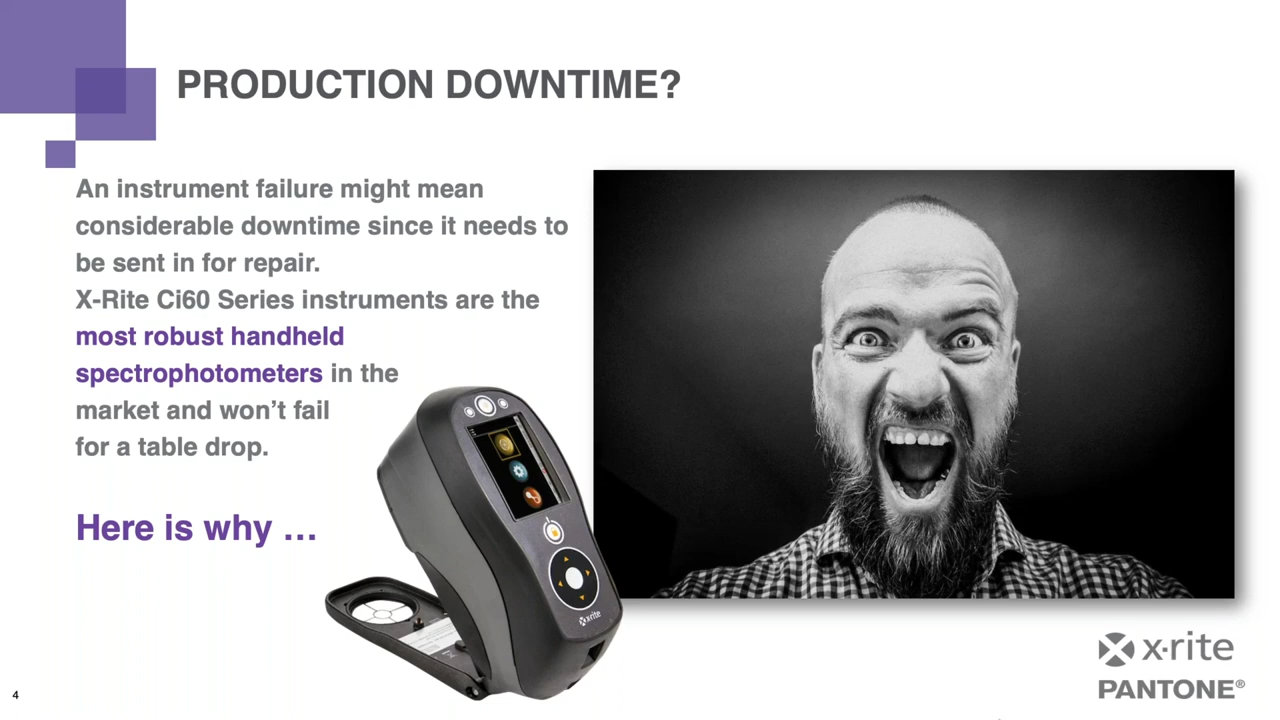 PRODUCTION DOWNTIME?
An instrument failure might mean
considerable downtime since it needs to
be sent in for repair.
X-Rite Ci60 Series instruments are the
most robust handheld
spectrophotometers in the
market and won’t fail
for a table drop.
Here is why …
x·rite
x·rite
PANTONE®
4